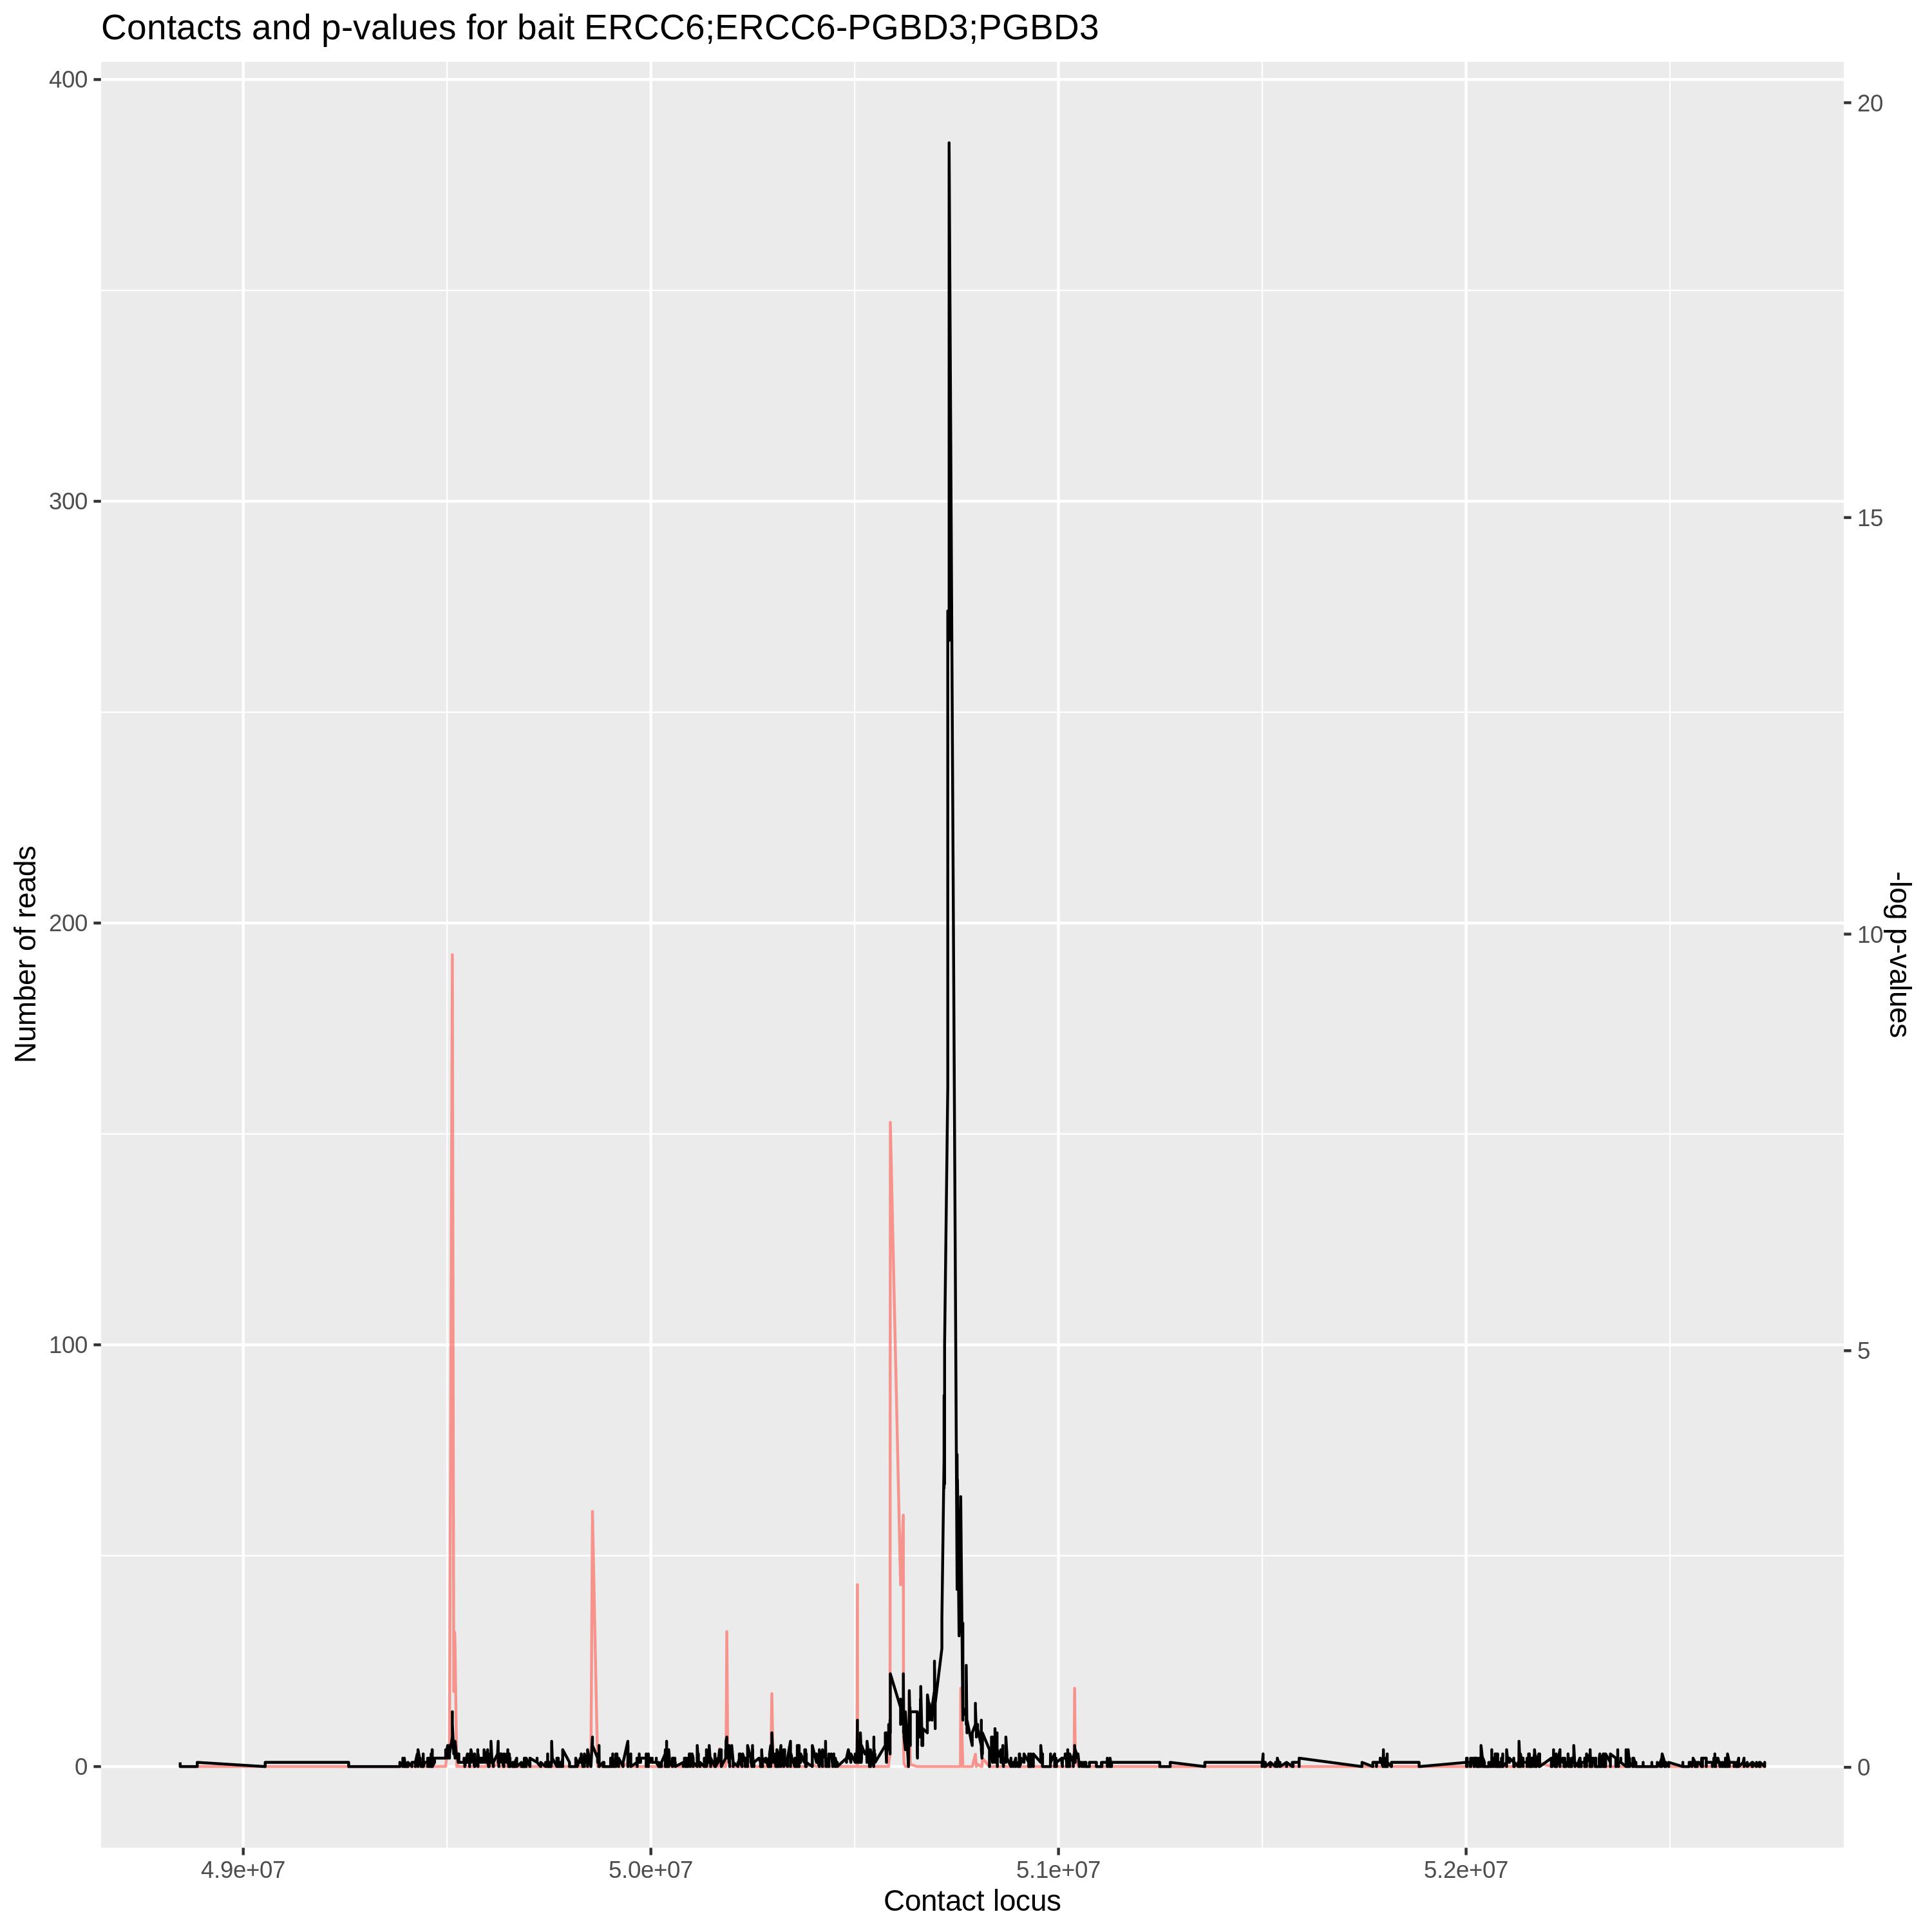 Contacts and p-values for bait ERCC6;ERCC6-PGBD3;PGBD3
400
300
200
100
0
Number of reads
20
15
10
5
0
-log p-values
4.9e+07
5.0e+07
5.1e+07
5.2e+07
Contact locus